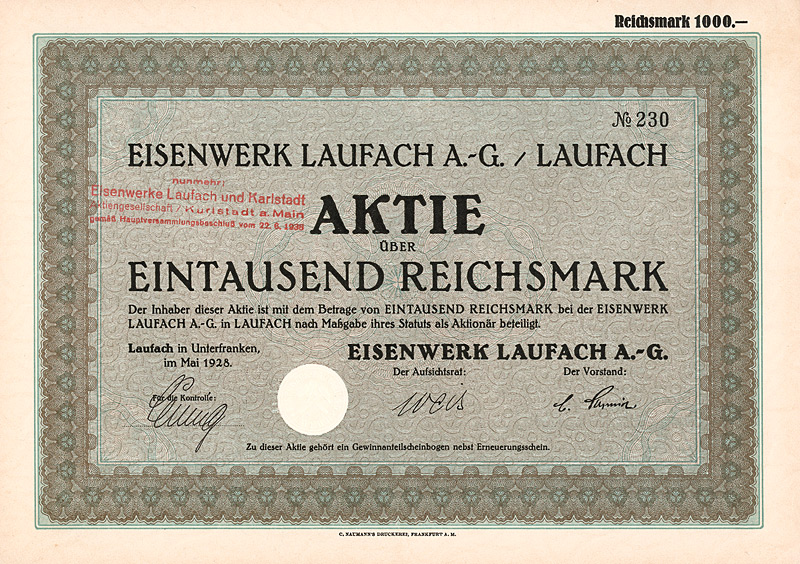 Reichsmark 1000.—
№ 230
EISENWERK LAUFACH A.-G. / LAUFACH
nunmehr:
Eisenwerke Laufach und Karlstadt
Aktiengesellschaft / Karlstadt a. Main
gemäß Hauptversammlungsbeschluß vom 22. 6. 1938
AKTIE
ÜBER
EINTAUSEND REICHSMARK
Der Inhaber dieser Aktie ist mit dem Betrage von EINTAUSEND REICHSMARK bei der EISENWERK
LAUFACH A.-G. in LAUFACH nach Maßgabe ihres Statuts als Aktionär beteiligt.
Laufach in Unterfranken,
im Mai 1928.
EISENWERK LAUFACH A.-G.
Der Aufsichtsrat:
Der Vorstand:
Für die Kontrolle:
Zu dieser Aktie gehört ein Gewinnanteilscheinbogen nebst Erneuerungsschein.
C. NAUMANN'S DRUCKEREI, FRANKFURT A. M.